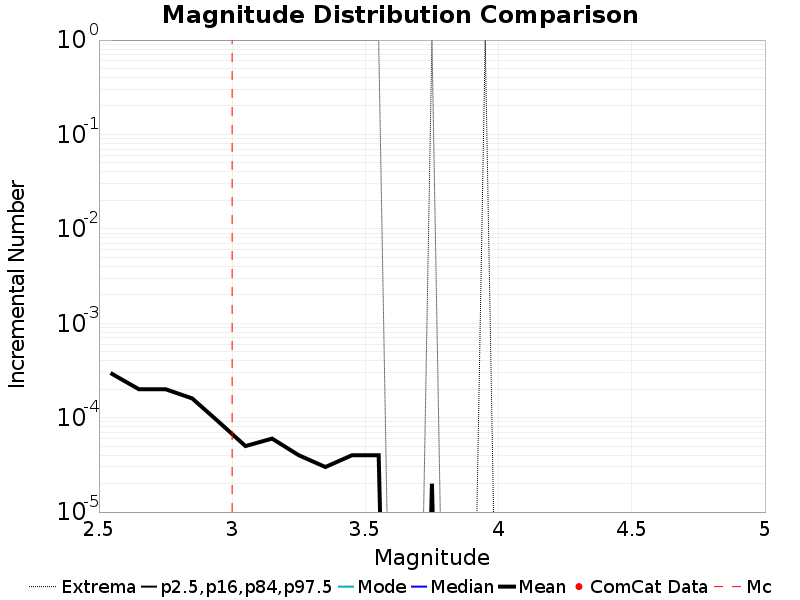 Magnitude Distribution Comparison
Incremental Number
10^0
10^-1
10^-2
10^-3
10^-4
10^-5
2.5 3 3.5 4 4.5 5
Magnitude
Extrema p2.5,p16,p84,p97.5 Mode Median Mean ComCat Data Mc